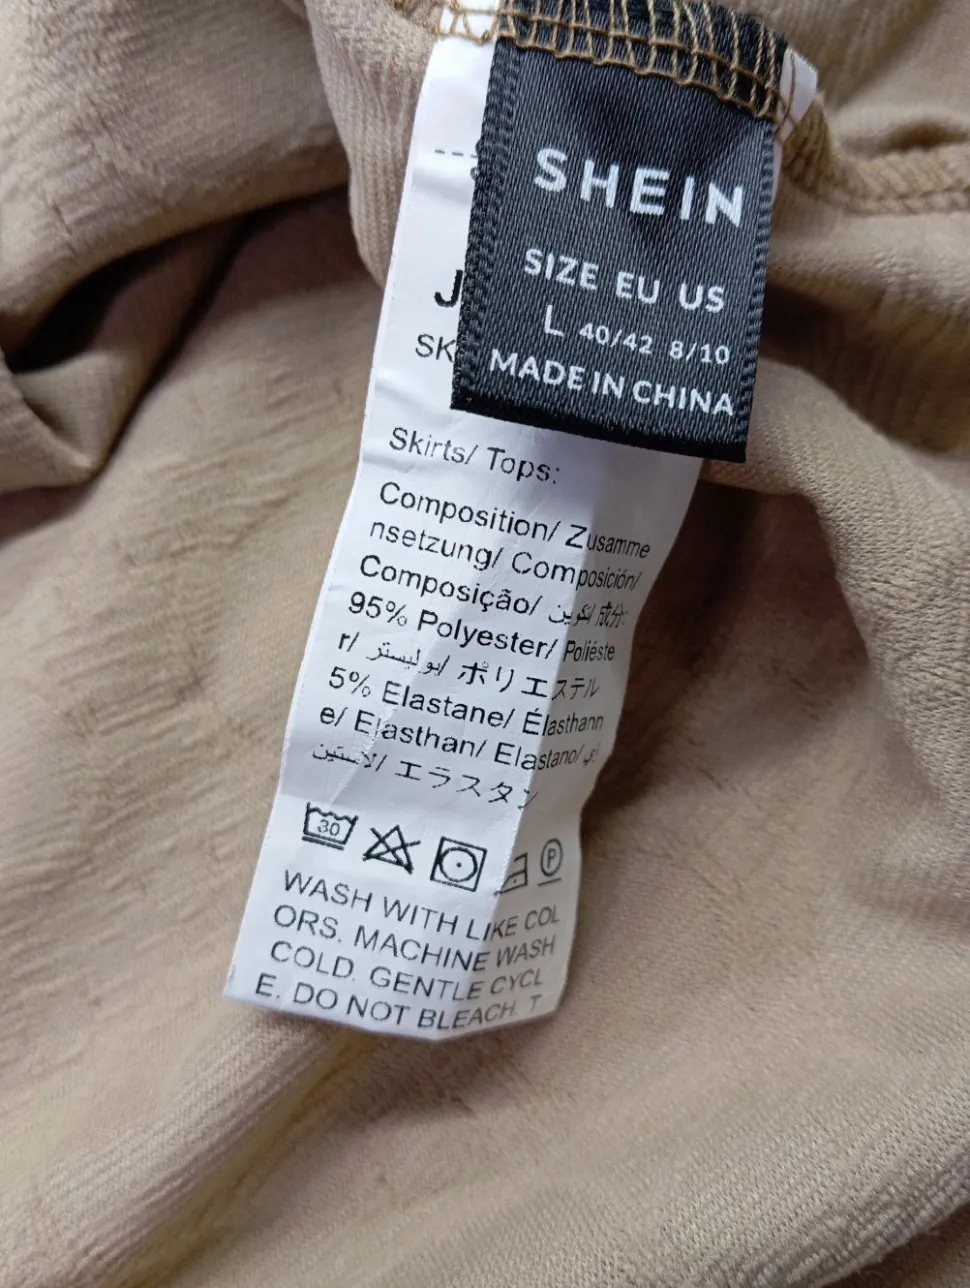 SHEIN
SIZE EU US
L 40/42 8/10
MADE IN CHINA
J
SK
Skirts/ Tops:
Composition/ Zusamme
nsetzung/ Composición/
Composição/ تكوين/ 成分:
95% Polyester/ Poliéste
r/ بوليستر/ ポリエステル
5% Elastane/ Élasthann
e/ Elasthan/ Elastano/
الاستين/ エラスタン
30
P
WASH WITH LIKE COL
ORS. MACHINE WASH
COLD. GENTLE CYCL
E. DO NOT BLEACH. T